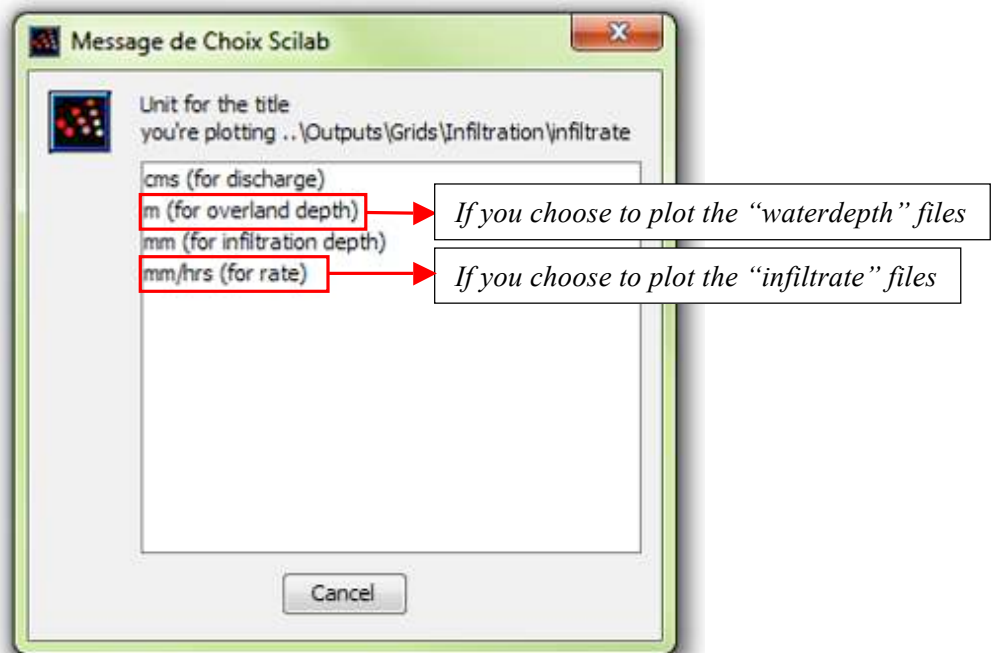 Message de Choix Scilab
Unit for the title
you're plotting ..\Outputs\Grids\Infiltration\infiltrate
cms (for discharge)
m (for overland depth)
If you choose to plot the “waterdepth” files
mm (for infiltration depth)
mm/hrs (for rate)
If you choose to plot the “infiltrate” files
Cancel